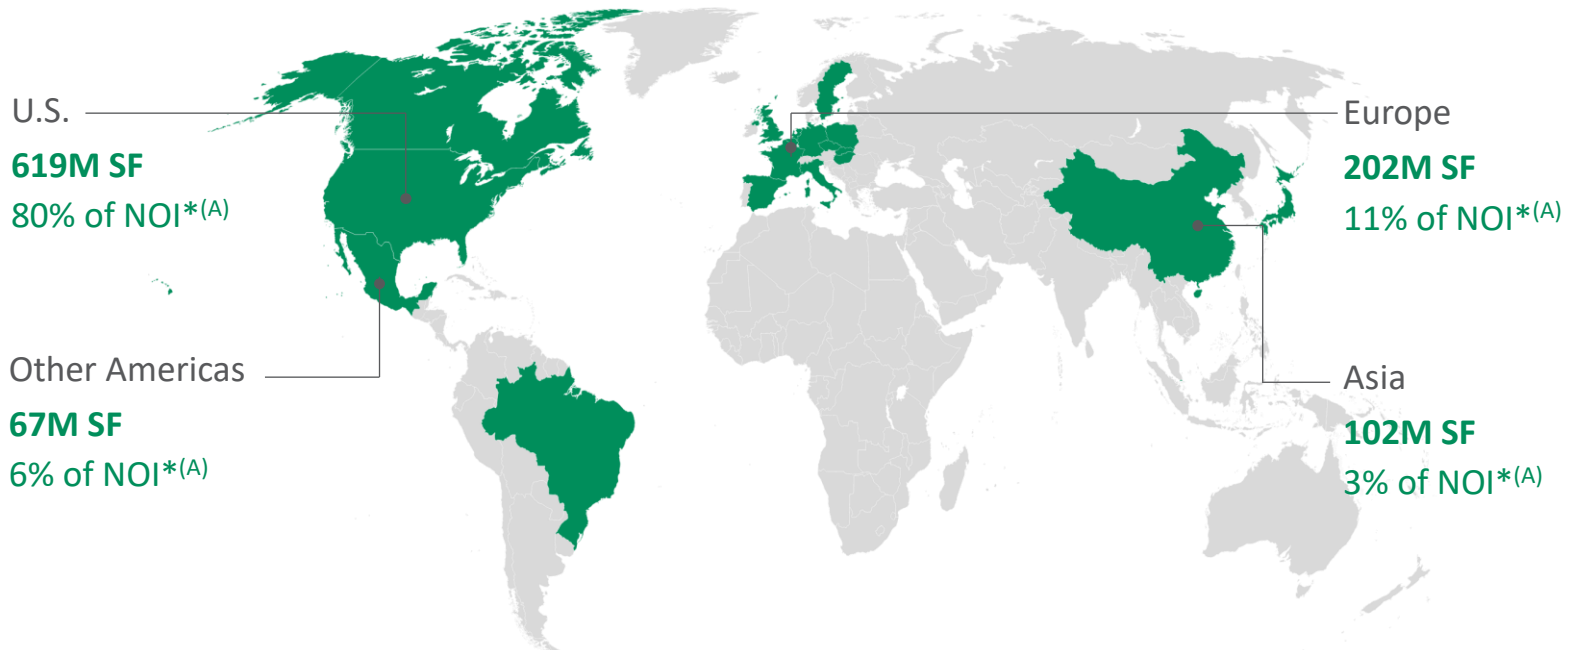 U.S.
619M SF
80% of NOI*(A)
Other Americas
67M SF
6% of NOI*(A)
Europe
202M SF
11% of NOI*(A)
Asia
102M SF
3% of NOI*(A)